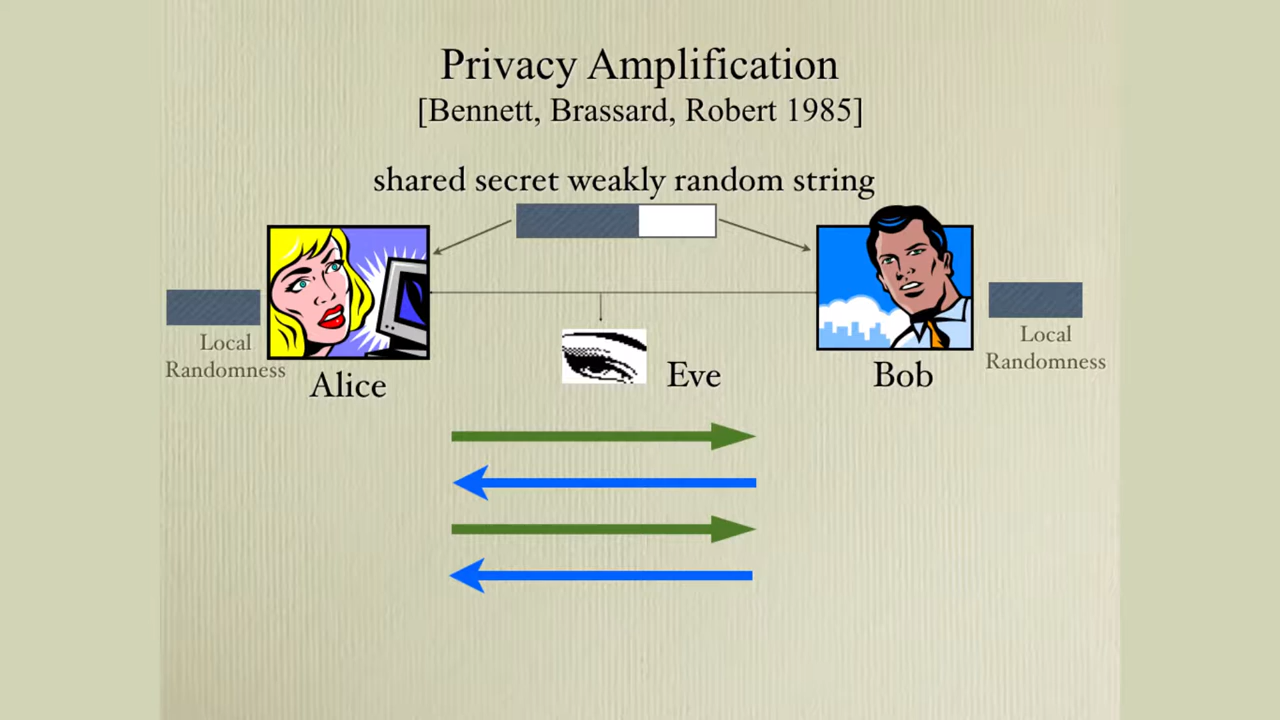 Privacy Amplification
[Bennett, Brassard, Robert 1985]
shared secret weakly random string
Local
Randomness
Alice
Eve
Bob
Local
Randomness